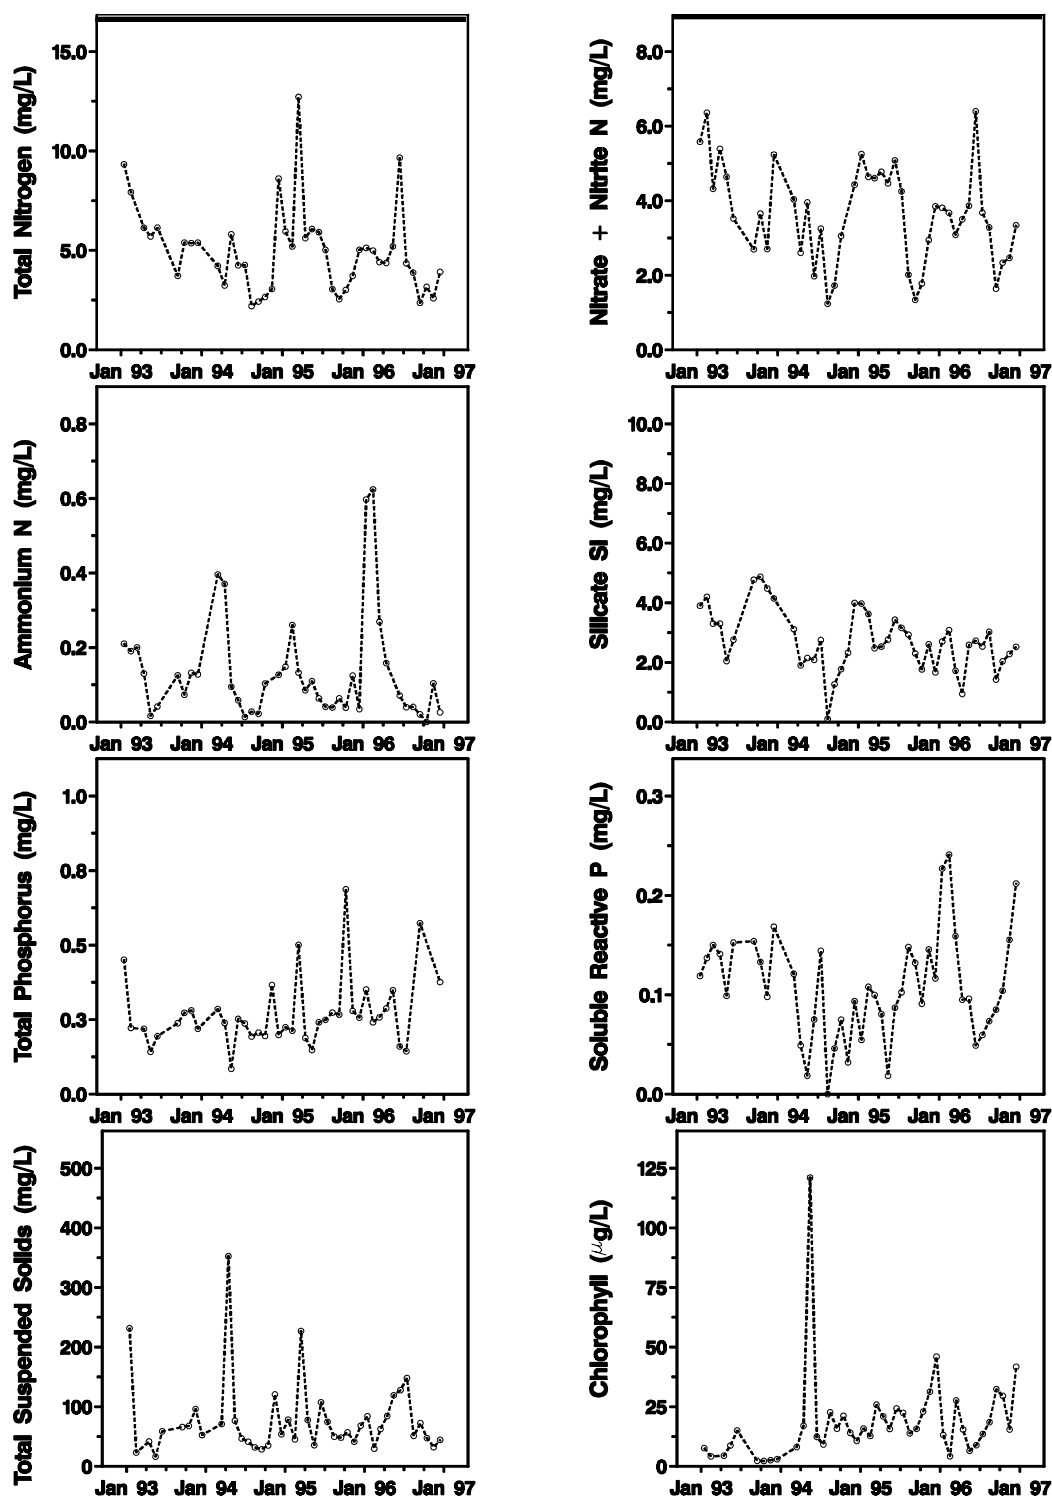 Total Nitrogen (mg/L)
15.0
10.0
5.0
0.0
Jan 93 Jan 94 Jan 95 Jan 96 Jan 97
Nitrate + Nitrite N (mg/L)
8.0
6.0
4.0
2.0
0.0
Jan 93 Jan 94 Jan 95 Jan 96 Jan 97
Ammonium N (mg/L)
0.8
0.6
0.4
0.2
0.0
Jan 93 Jan 94 Jan 95 Jan 96 Jan 97
Silicate Si (mg/L)
10.0
8.0
6.0
4.0
2.0
0.0
Jan 93 Jan 94 Jan 95 Jan 96 Jan 97
Total Phosphorus (mg/L)
1.0
0.8
0.5
0.3
0.0
Jan 93 Jan 94 Jan 95 Jan 96 Jan 97
Soluble Reactive P (mg/L)
0.3
0.2
0.1
0.0
Jan 93 Jan 94 Jan 95 Jan 96 Jan 97
Total Suspended Solids (mg/L)
500
400
300
200
100
0
Jan 93 Jan 94 Jan 95 Jan 96 Jan 97
Chlorophyll (μg/L)
125
100
75
50
25
0
Jan 93 Jan 94 Jan 95 Jan 96 Jan 97